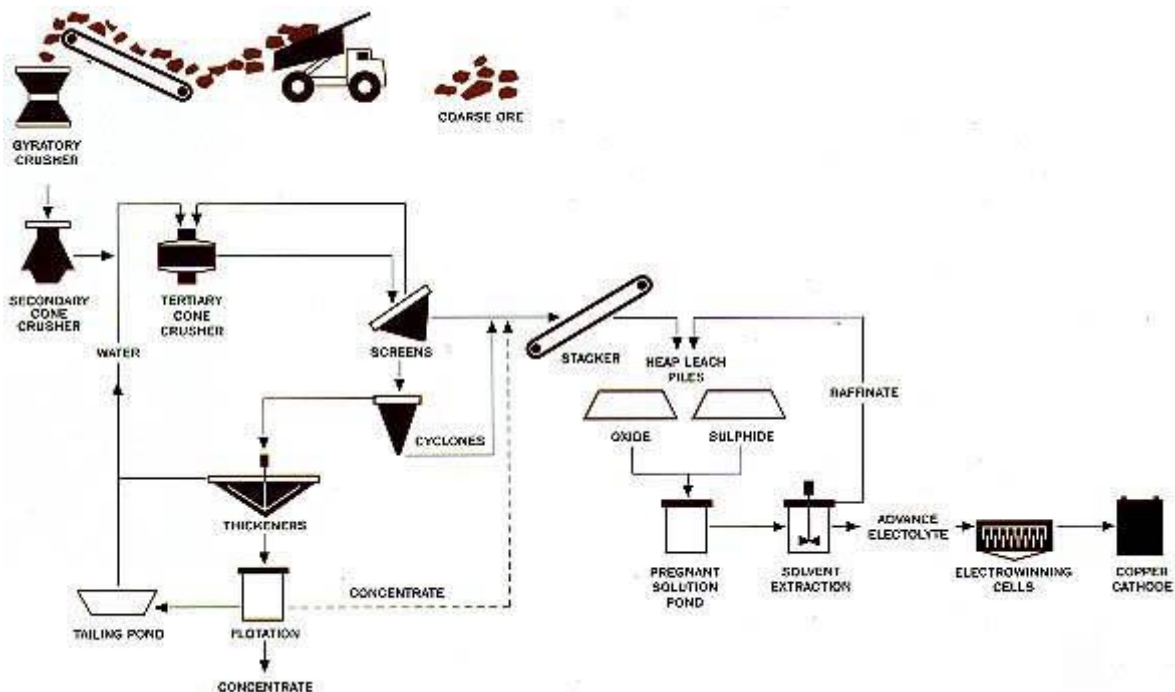 COARSE ORE
GYRATORY
CRUSHER
SECONDARY
CONE
CRUSHER
TERTIARY
CONE
CRUSHER
WATER
SCREENS
STACKER
HEAP LEACH
PILES
RAFFINATE
CYCLONES
OXIDE
SULPHIDE
THICKENERS
ADVANCE
ELECTOLYTE
PREGNANT
SOLUTION
POND
SOLVENT
EXTRACTION
ELECTROWINNING
CELLS
COPPER
CATHODE
CONCENTRATE
TAILING POND
FLOTATION
CONCENTRATE